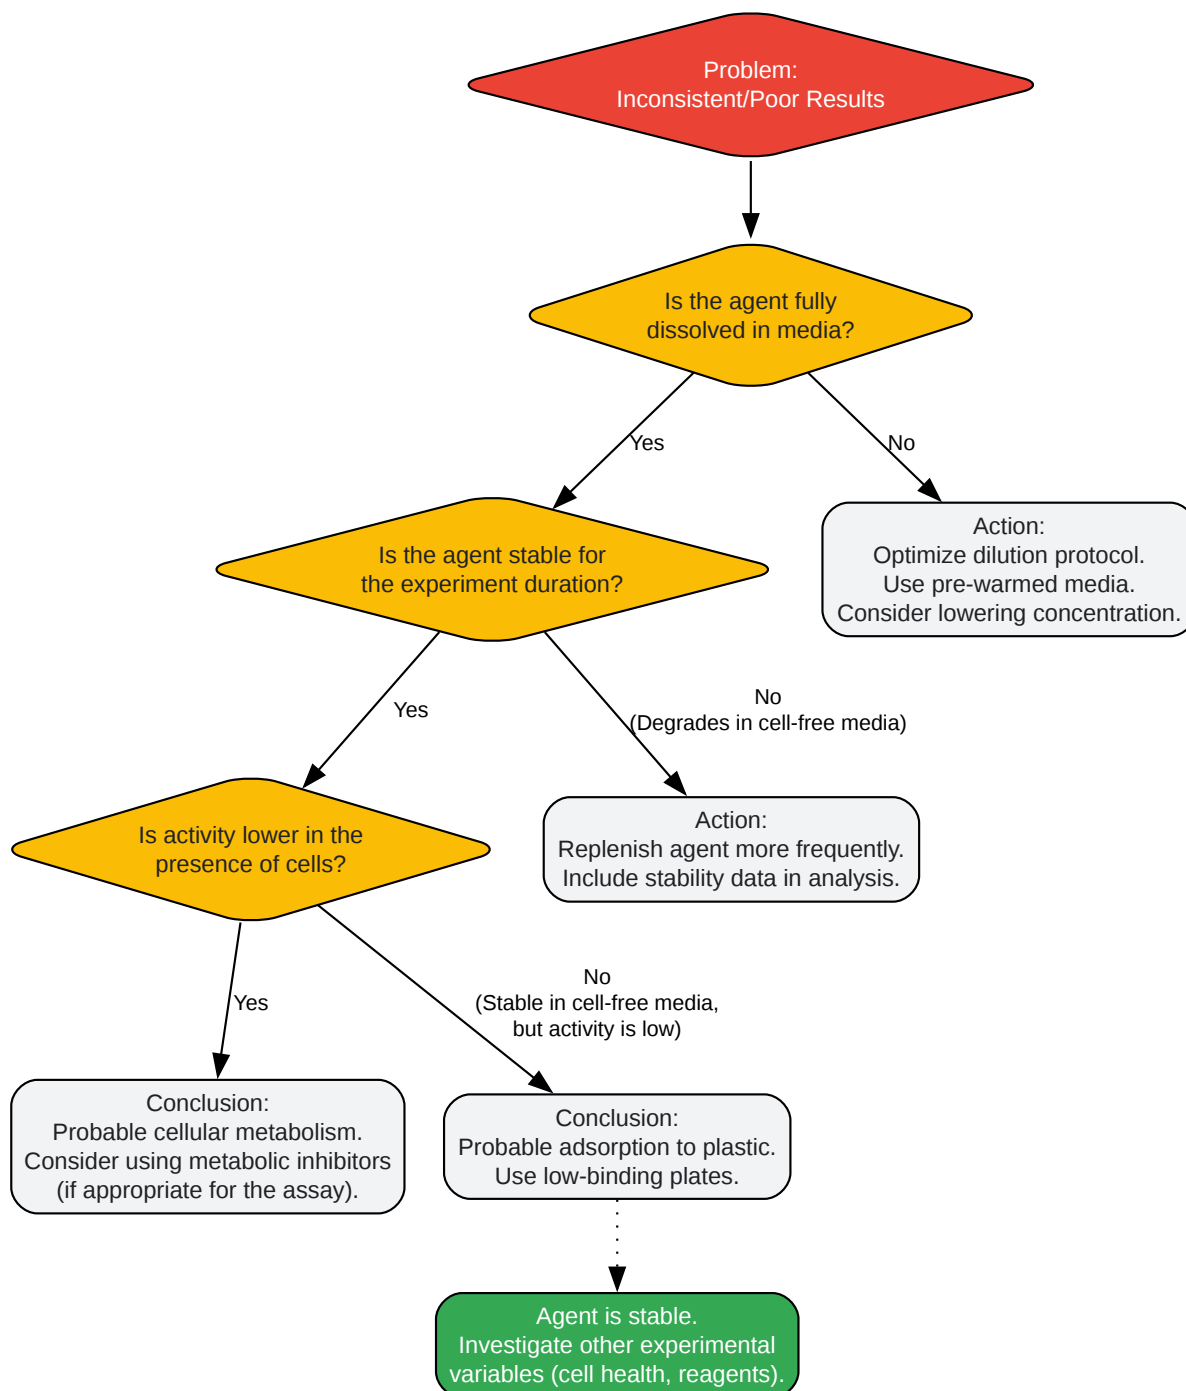 Problem:
Inconsistent/Poor Results
Is the agent fully
dissolved in media?
Yes
No
Action:
Optimize dilution protocol.
Use pre-warmed media.
Consider lowering concentration.
Is the agent stable for
the experiment duration?
Yes
No
(Degrades in cell-free media)
Action:
Replenish agent more frequently.
Include stability data in analysis.
Is activity lower in the
presence of cells?
Yes
No
(Stable in cell-free media,
but activity is low)
Conclusion:
Probable cellular metabolism.
Consider using metabolic inhibitors
(if appropriate for the assay).
Conclusion:
Probable adsorption to plastic.
Use low-binding plates.
Agent is stable.
Investigate other experimental
variables (cell health, reagents).